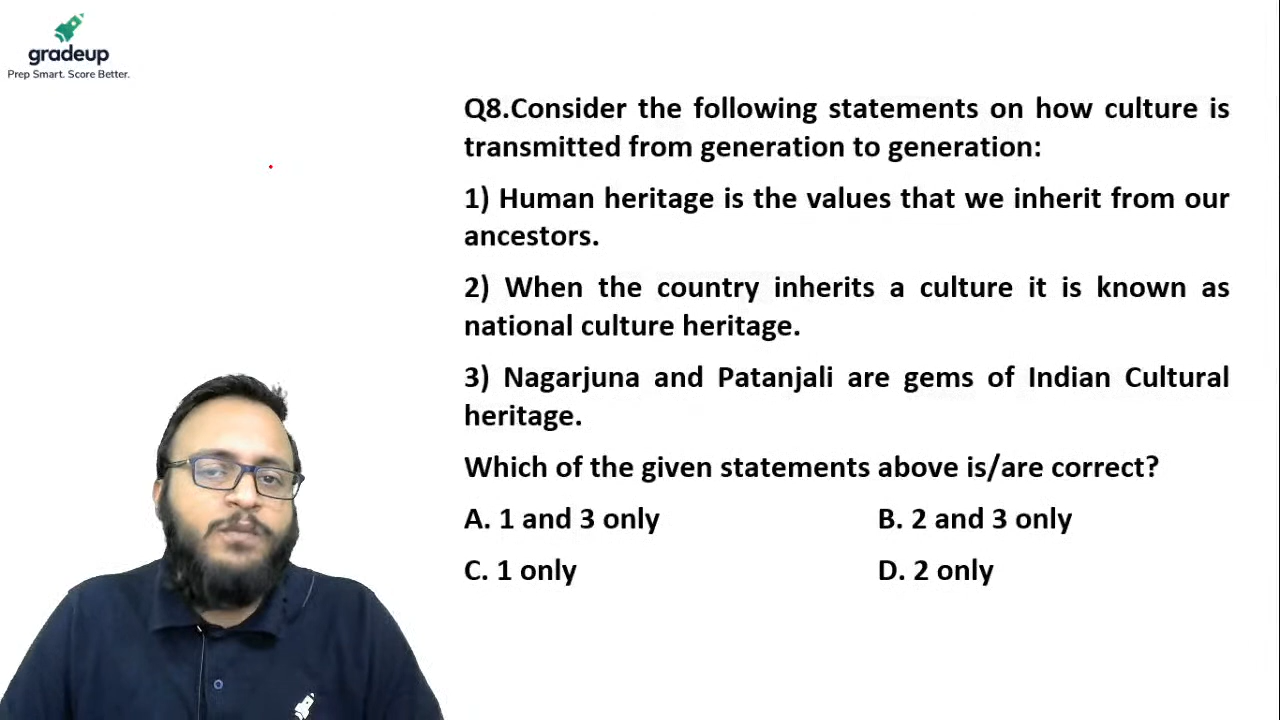 gradeup
Prep Smart. Score Better.
Q8.Consider the following statements on how culture is
transmitted from generation to generation:
1) Human heritage is the values that we inherit from our
ancestors.
2) When the country inherits a culture it is known as
national culture heritage.
3) Nagarjuna and Patanjali are gems of Indian Cultural
heritage.
Which of the given statements above is/are correct?
A. 1 and 3 only B. 2 and 3 only
C. 1 only D. 2 only